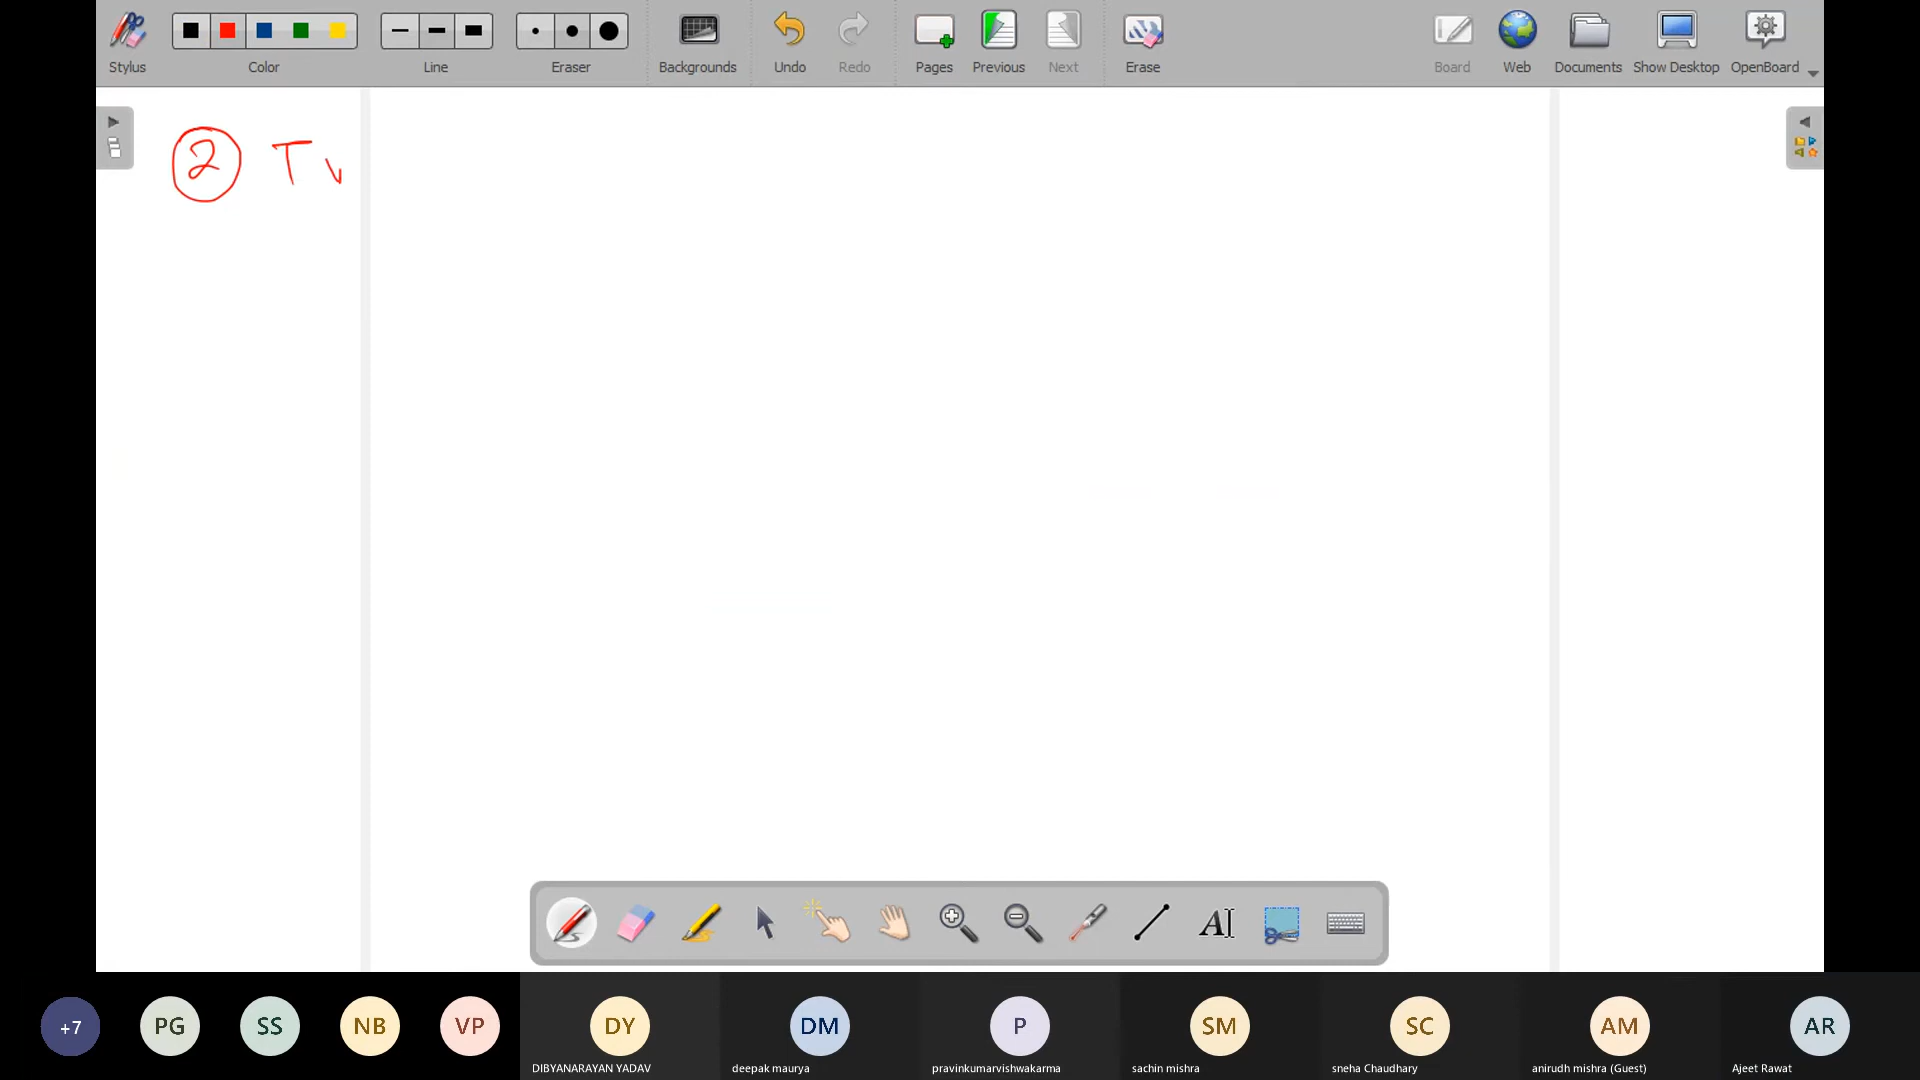 Stylus Color Line Eraser Backgrounds Undo Redo Pages Previous Next Erase Board Web Documents Show Desktop OpenBoard
2 T
AI
+7 PG SS NB VP DY DM P SM SC AM AR
DIBYANARAYAN YADAV deepak maurya pravinkumarvishwakarma sachin mishra sneha Chaudhary anirudh mishra (Guest) Ajeet Rawat